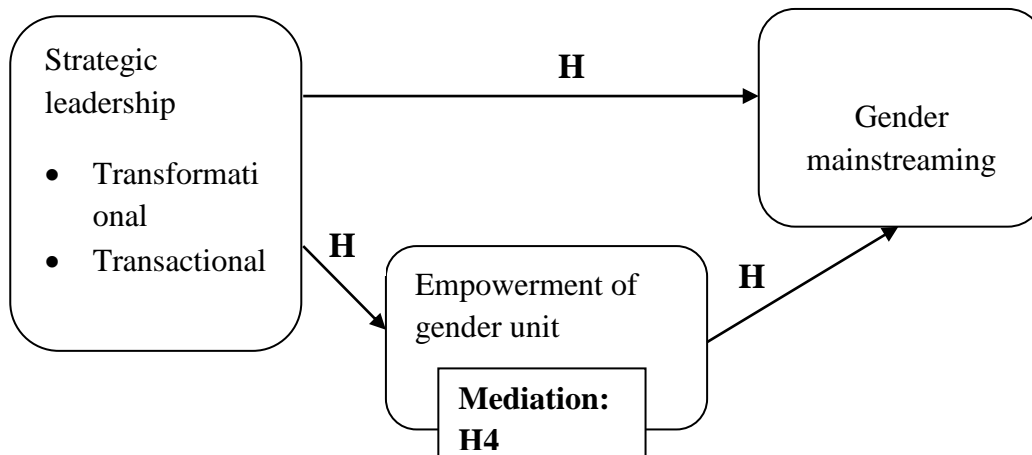 Strategic
leadership
• Transformati
onal
• Transactional
H
Gender
mainstreaming
H
Empowerment of
gender unit
H
Mediation:
H4